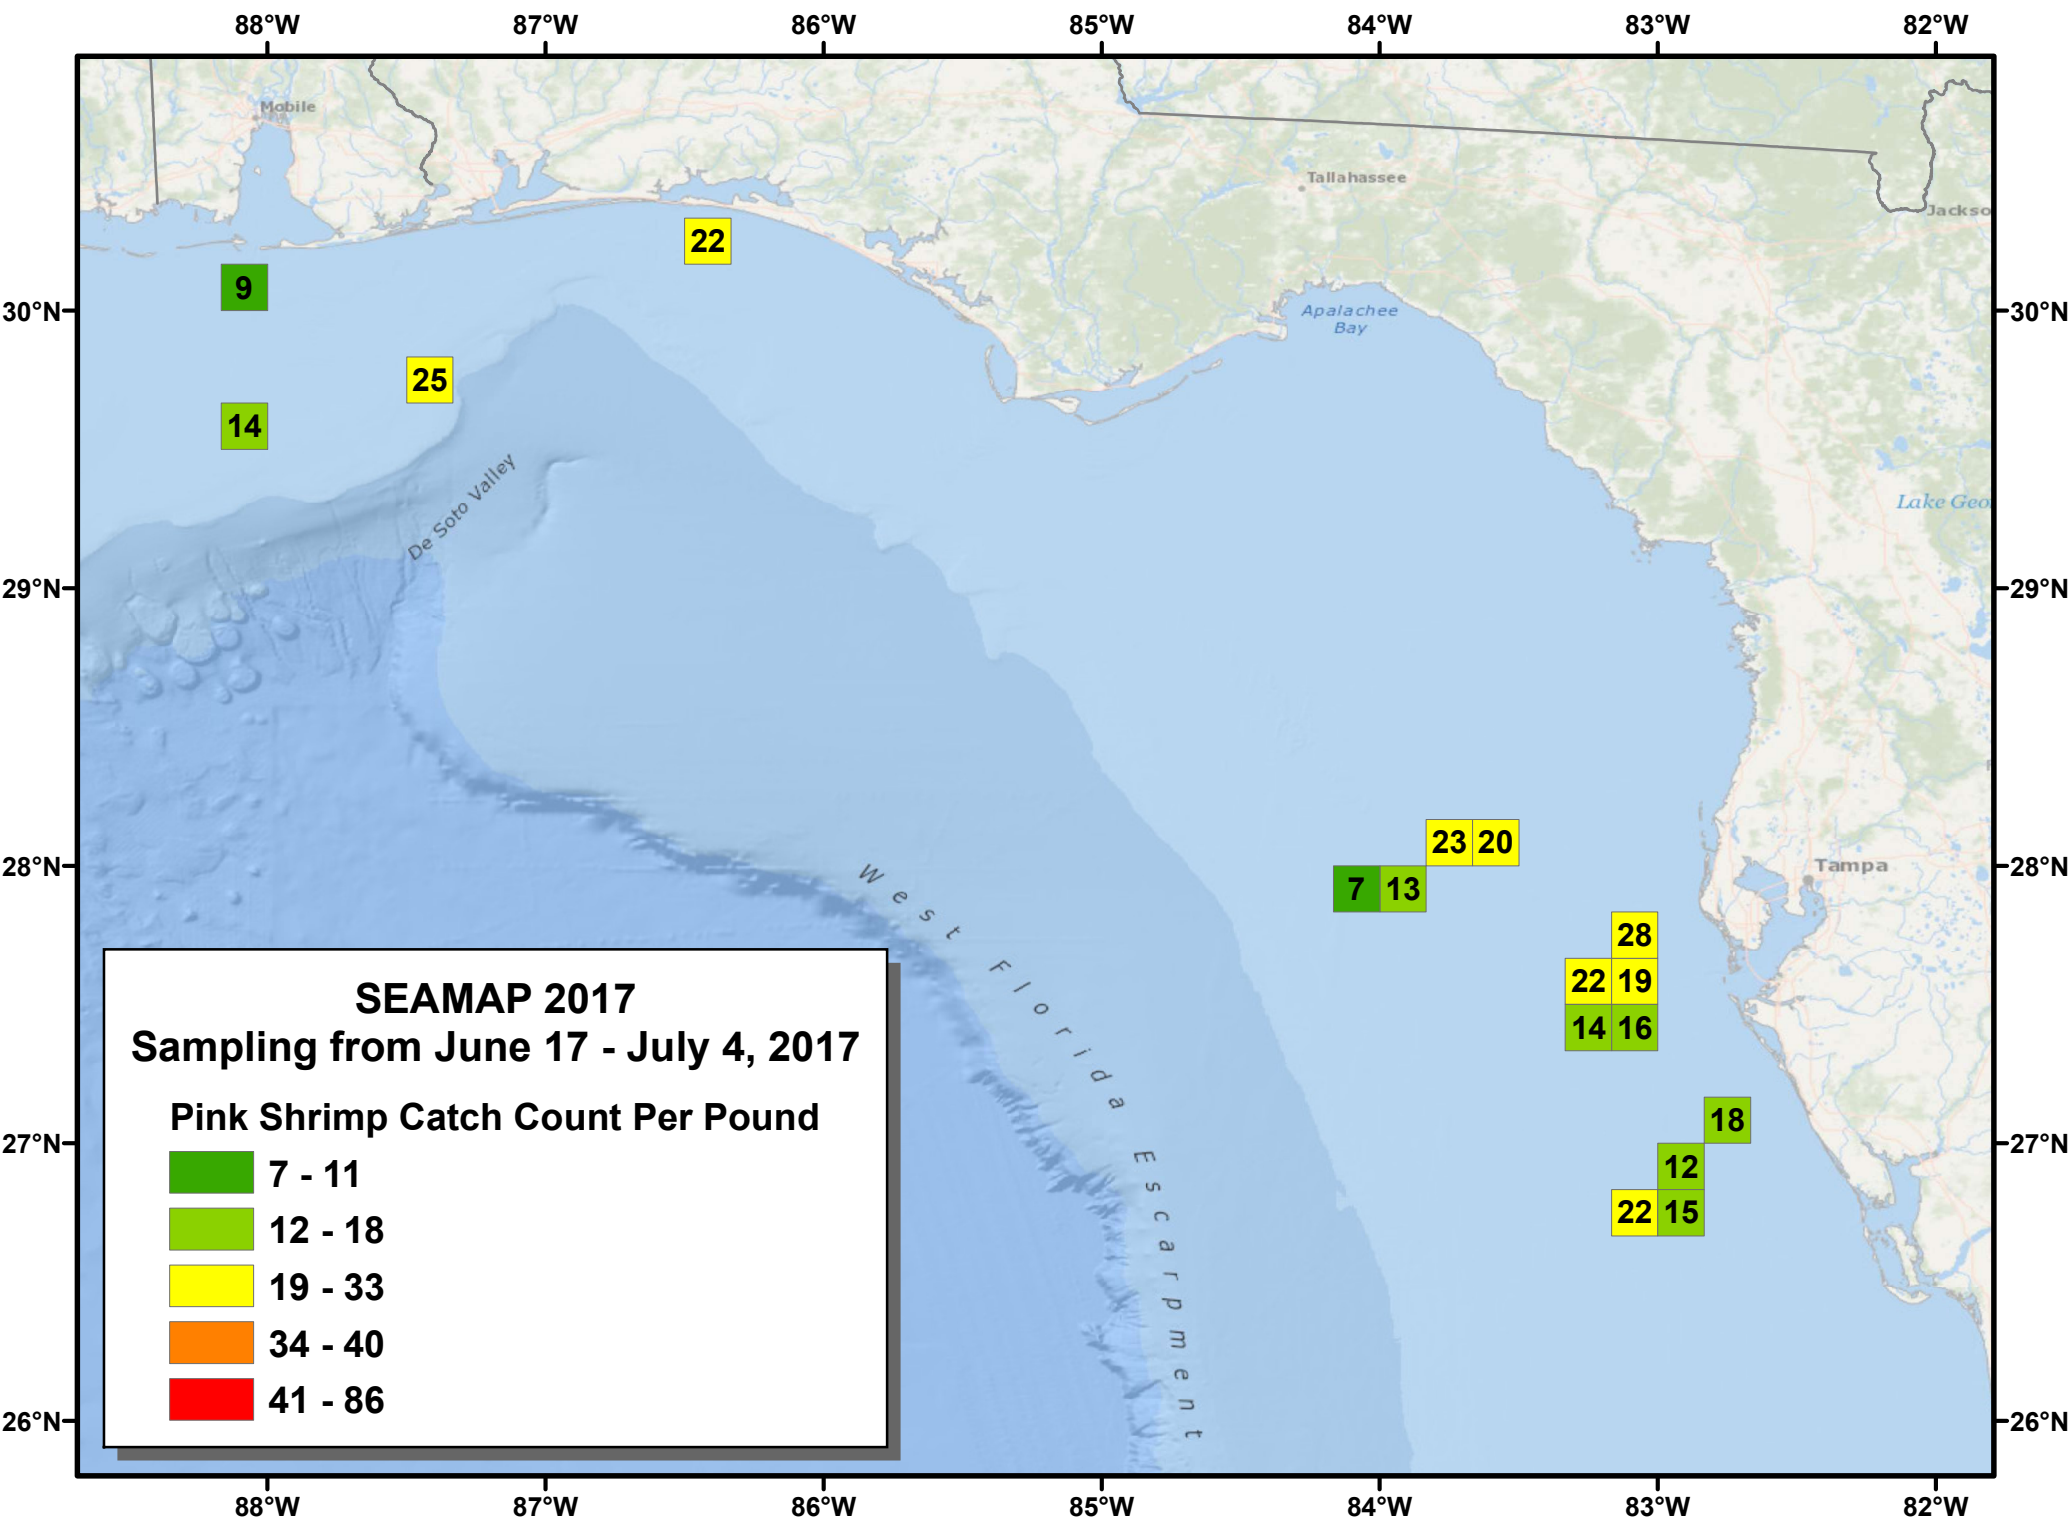 88°W 87°W 86°W 85°W 84°W 83°W 82°W
Mobile
Tallahassee
Jackso
22
9
30°N 30°N
Apalachee
Bay
25
14
De Soto Valley
Lake Geo
29°N 29°N
23 20
28°N 28°N
Tampa
7 13
West Florida Escarpment
28
22 19
14 16
18
27°N 27°N
12
22 15
26°N 26°N
SEAMAP 2017
Sampling from June 17 - July 4, 2017
Pink Shrimp Catch Count Per Pound
7 - 11
12 - 18
19 - 33
34 - 40
41 - 86
88°W 87°W 86°W 85°W 84°W 83°W 82°W